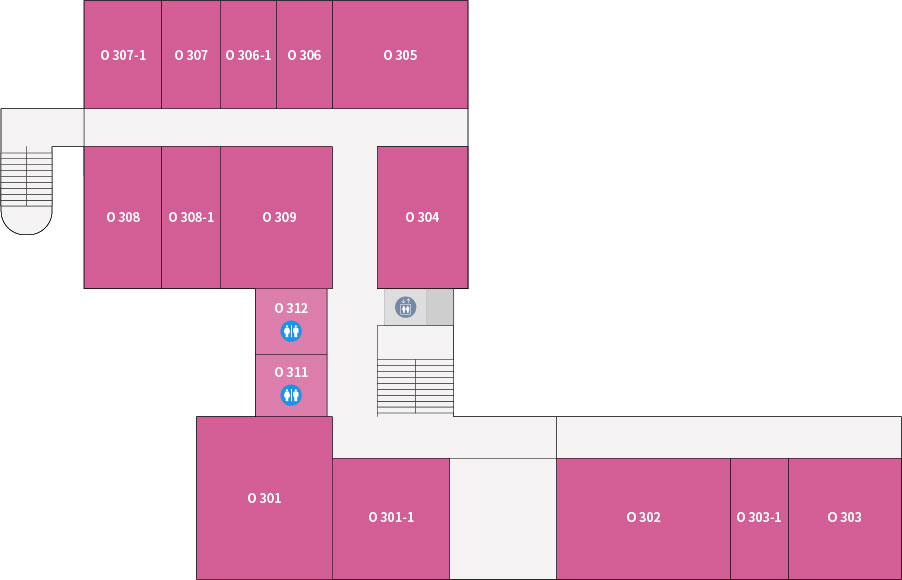 O 307-1
O 307
O 306-1
O 306
O 305
O 308
O 308-1
O 309
O 304
O 312
O 311
O 301
O 301-1
O 302
O 303-1
O 303